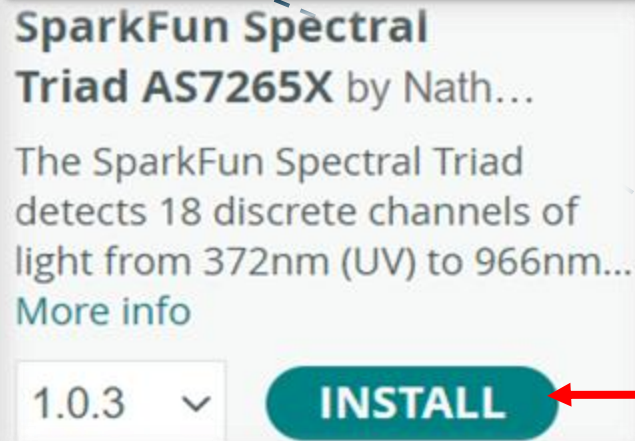 SparkFun Spectral
Triad AS7265X by Nath...
The SparkFun Spectral Triad
detects 18 discrete channels of
light from 372nm (UV) to 966nm...
More info
1.0.3 INSTALL